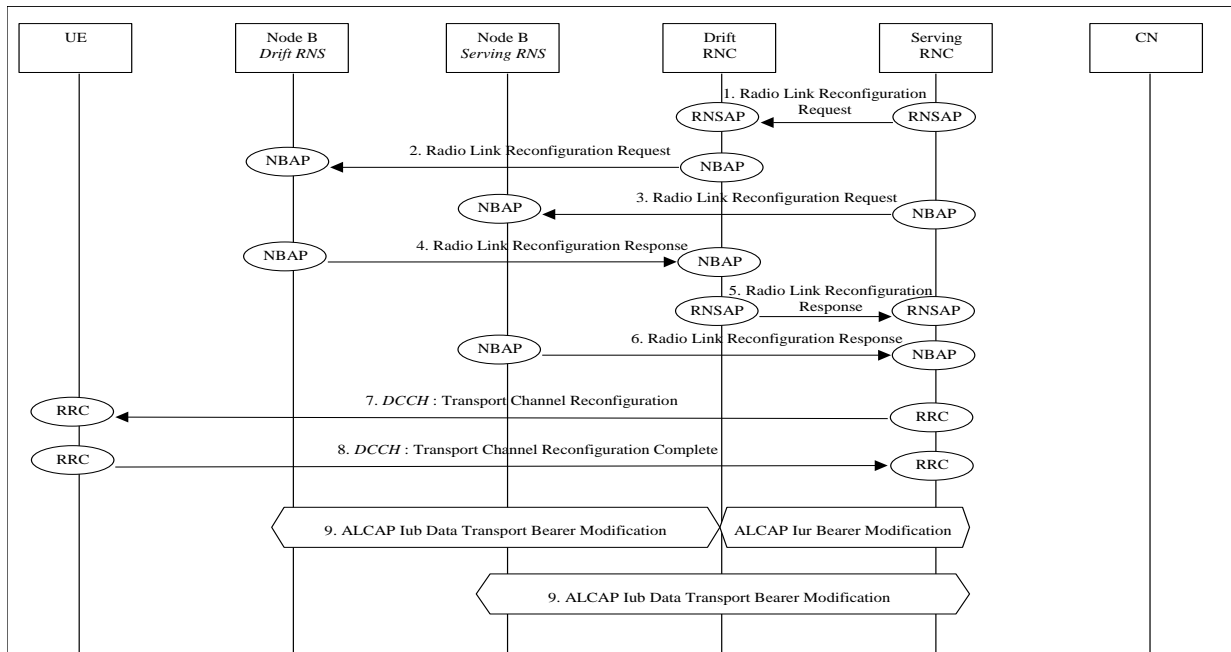 UE
Node B
Drift RNS
Node B
Serving RNS
Drift
RNC
Serving
RNC
CN
1. Radio Link Reconfiguration
Request
RNSAP
RNSAP
2. Radio Link Reconfiguration Request
NBAP
NBAP
3. Radio Link Reconfiguration Request
NBAP
NBAP
4. Radio Link Reconfiguration Response
NBAP
NBAP
5. Radio Link Reconfiguration
Response
RNSAP
RNSAP
6. Radio Link Reconfiguration Response
NBAP
NBAP
7. DCCH : Transport Channel Reconfiguration
RRC
RRC
8. DCCH : Transport Channel Reconfiguration Complete
RRC
RRC
9. ALCAP Iub Data Transport Bearer Modification
ALCAP Iur Bearer Modification
9. ALCAP Iub Data Transport Bearer Modification